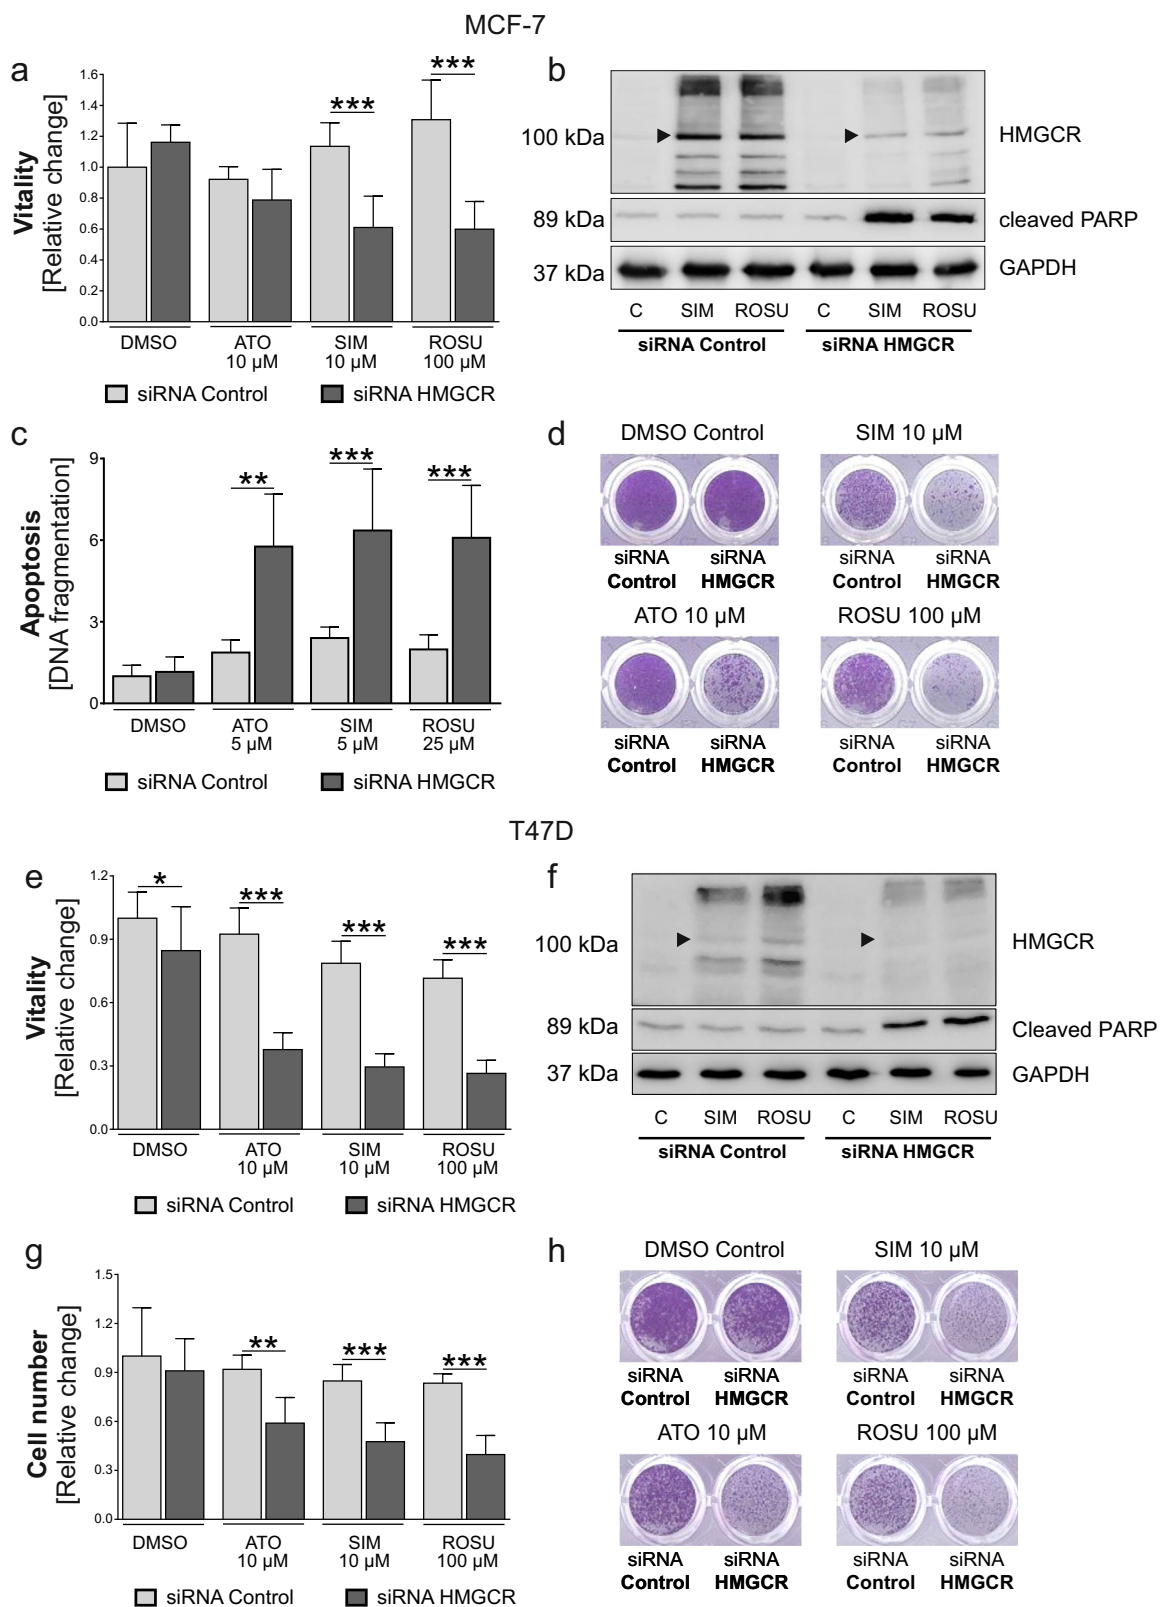 MCF-7
a
Vitality
[Relative change]
1.6
1.4
1.2
1.0
0.8
0.6
0.4
0.2
0.0
***
***
DMSO
ATO
10 µM
SIM
10 µM
ROSU
100 µM
siRNA Control
siRNA HMGCR
b
100 kDa
HMGCR
89 kDa
cleaved PARP
37 kDa
GAPDH
C SIM ROSU C SIM ROSU
siRNA Control siRNA HMGCR
c
Apoptosis
[DNA fragmentation]
9
6
3
0
**
***
***
DMSO
ATO
5 µM
SIM
5 µM
ROSU
25 µM
siRNA Control
siRNA HMGCR
d
DMSO Control
siRNA
Control
siRNA
HMGCR
SIM 10 µM
siRNA
Control
siRNA
HMGCR
ATO 10 µM
siRNA
Control
siRNA
HMGCR
ROSU 100 µM
siRNA
Control
siRNA
HMGCR
T47D
e
Vitality
[Relative change]
1.2
0.9
0.6
0.3
0.0
*
***
***
***
DMSO
ATO
10 µM
SIM
10 µM
ROSU
100 µM
siRNA Control
siRNA HMGCR
f
100 kDa
HMGCR
89 kDa
Cleaved PARP
37 kDa
GAPDH
C SIM ROSU C SIM ROSU
siRNA Control siRNA HMGCR
g
Cell number
[Relative change]
1.5
1.2
0.9
0.6
0.3
0.0
**
***
***
DMSO
ATO
10 µM
SIM
10 µM
ROSU
100 µM
siRNA Control
siRNA HMGCR
h
DMSO Control
siRNA
Control
siRNA
HMGCR
SIM 10 µM
siRNA
Control
siRNA
HMGCR
ATO 10 µM
siRNA
Control
siRNA
HMGCR
ROSU 100 µM
siRNA
Control
siRNA
HMGCR